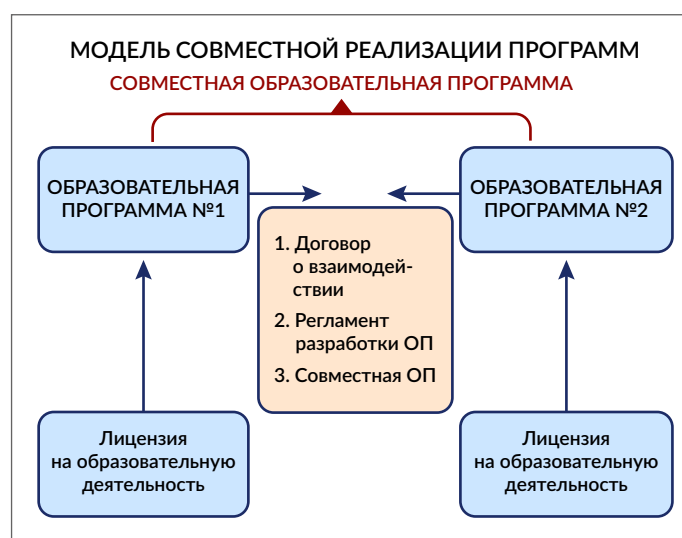 МОДЕЛЬ СОВМЕСТНОЙ РЕАЛИЗАЦИИ ПРОГРАММ
СОВМЕСТНАЯ ОБРАЗОВАТЕЛЬНАЯ ПРОГРАММА
ОБРАЗОВАТЕЛЬНАЯ
ПРОГРАММА №1
ОБРАЗОВАТЕЛЬНАЯ
ПРОГРАММА №2
1. Договор
о взаимодей-
ствии
2. Регламент
разработки ОП
3. Совместная ОП
Лицензия
на образовательную
деятельность
Лицензия
на образовательную
деятельность